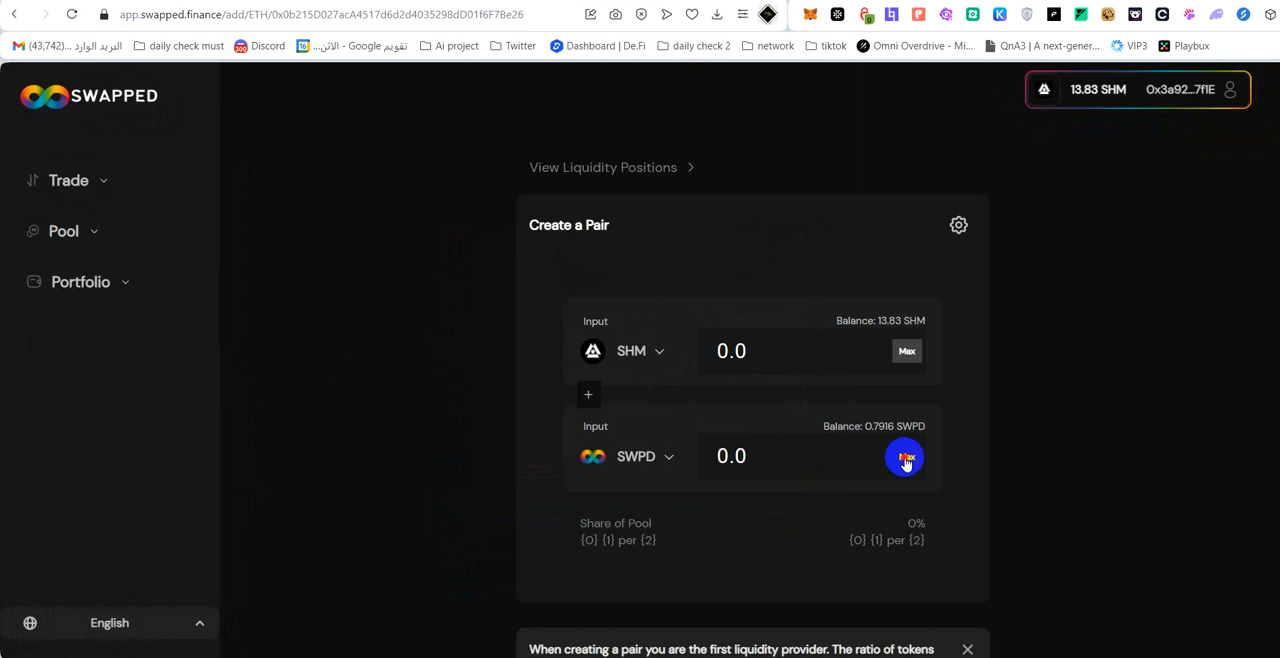 app.swapped.finance/add/ETH/0x0b215D027acA4517d6d2d4035298dD01f6F7Be26
البريد الوارد (43,742)... daily check must Discord تقويم Google - الاثن... Ai project Twitter Dashboard | De.Fi daily check 2 network tiktok Omni Overdrive - Mi... QnA3 | A next-gener... VIP3 Playbux
SWAPPED
13.83 SHM 0x3a92...7f1E
Trade
Pool
Portfolio
English
View Liquidity Positions
Create a Pair
Input Balance: 13.83 SHM
SHM 0.0 Max
+
Input Balance: 0.7916 SWPD
SWPD 0.0 Max
Share of Pool 0%
{0} {1} per {2} {0} {1} per {2}
When creating a pair you are the first liquidity provider. The ratio of tokens